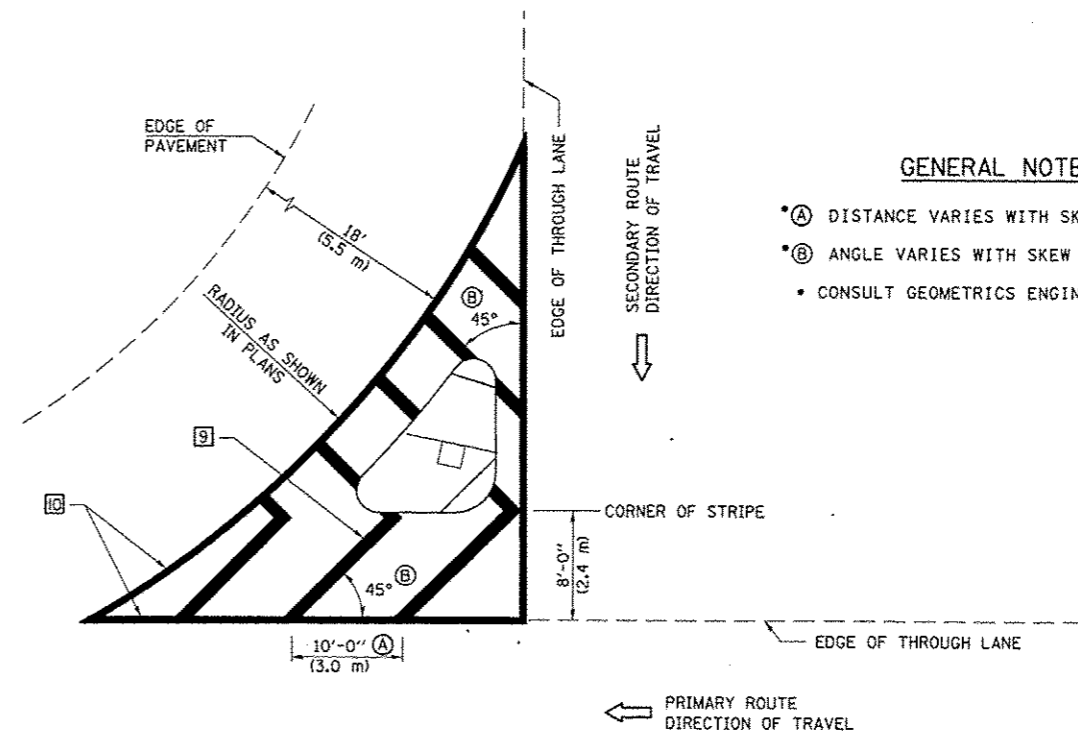 EDGE OF
PAVEMENT
18'
(5.5 m)
RADIUS AS SHOWN
IN PLANS
9
10
EDGE OF THROUGH LANE
SECONDARY ROUTE
DIRECTION OF TRAVEL
GENERAL NOTE
*Ⓐ DISTANCE VARIES WITH SK
*Ⓑ ANGLE VARIES WITH SKEW
• CONSULT GEOMETRICS ENGIN
Ⓑ
45°
CORNER OF STRIPE
8'-0"
(2.4 m)
45° Ⓑ
10'-0" Ⓐ
(3.0 m)
EDGE OF THROUGH LANE
PRIMARY ROUTE
DIRECTION OF TRAVEL